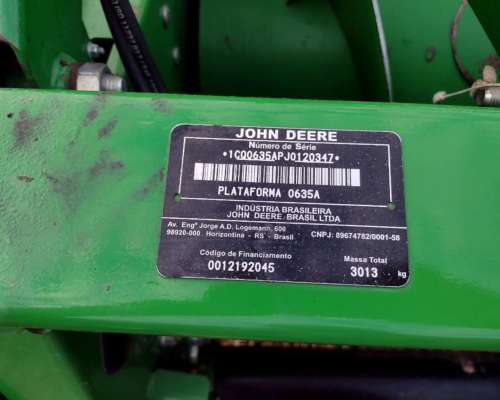 JOHN DEERE
Número de Série
*1CQ0635APJ0120347*
PLATAFORMA 0635A
INDÚSTRIA BRASILEIRA
JOHN DEERE BRASIL LTDA
Av. Engº Jorge A.D. Logemann, 600
98920-000 Horizontina - RS - Brasil CNPJ: 89674782/0001-58
Código de Financiamento Massa Total
0012192045 3013 kg